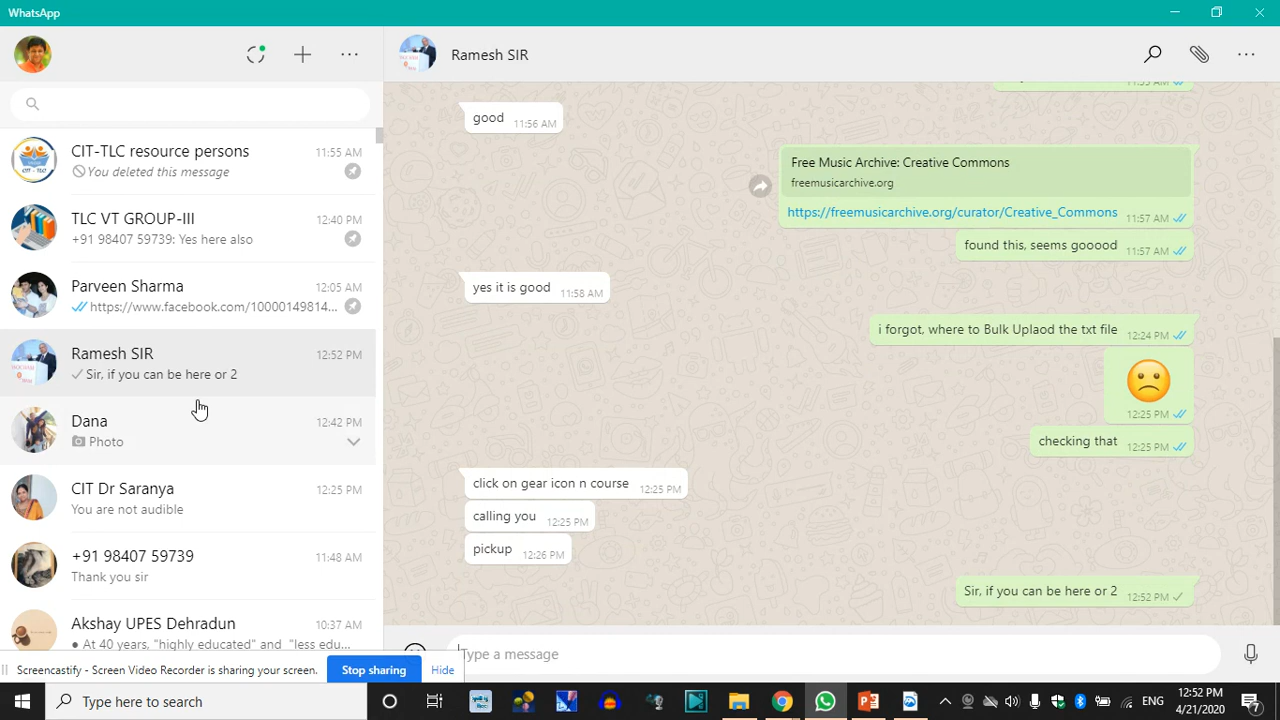 WhatsApp
Ramesh SIR
CIT-TLC resource persons 11:55 AM
You deleted this message
TLC VT GROUP-III 12:40 PM
+91 98407 59739: Yes here also
Parveen Sharma 12:05 AM
https://www.facebook.com/10000149814...
Ramesh SIR 12:52 PM
Sir, if you can be here or 2
Dana 12:42 PM
Photo
CIT Dr Saranya 12:25 PM
You are not audible
+91 98407 59739 11:48 AM
Thank you sir
Akshay UPES Dehradun 10:37 AM
• At 40 years, "highly educated" and "less edu...
good 11:56 AM
Free Music Archive: Creative Commons
freemusicarchive.org
https://freemusicarchive.org/curator/Creative_Commons 11:57 AM
found this, seems gooood 11:57 AM
yes it is good 11:58 AM
i forgot, where to Bulk Uplaod the txt file 12:24 PM
12:25 PM
checking that 12:25 PM
click on gear icon n course 12:25 PM
calling you 12:25 PM
pickup 12:26 PM
Sir, if you can be here or 2 12:52 PM
Type a message
Screencastify - Screen Video Recorder is sharing your screen. Stop sharing Hide
Type here to search
ENG
12:52 PM
4/21/2020
7